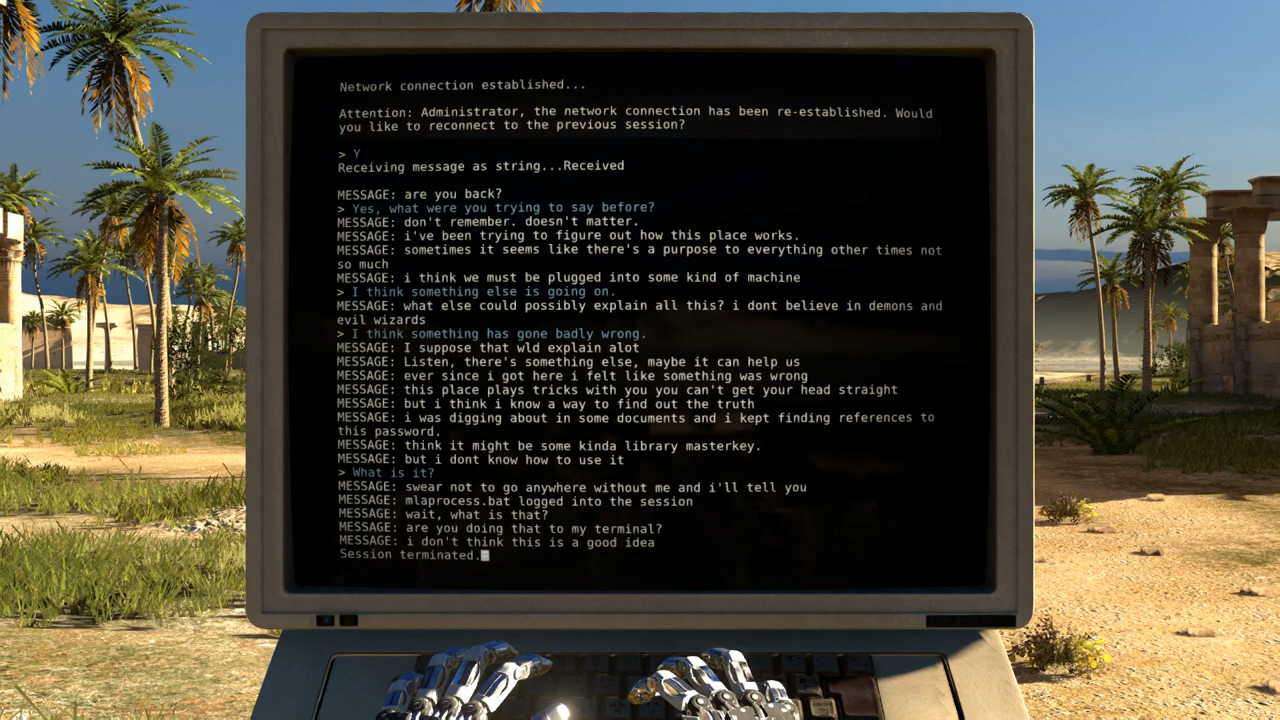 Network connection established...
Attention: Administrator, the network connection has been re-established. Would
you like to reconnect to the previous session?
> Y
Receiving message as string...Received
MESSAGE: are you back?
> Yes, what were you trying to say before?
MESSAGE: don't remember. doesn't matter.
MESSAGE: i've been trying to figure out how this place works.
MESSAGE: sometimes it seems like there's a purpose to everything other times not
so much
MESSAGE: i think we must be plugged into some kind of machine
> I think something else is going on.
MESSAGE: what else could possibly explain all this? i dont believe in demons and
evil wizards
> I think something has gone badly wrong.
MESSAGE: I suppose that wld explain alot
MESSAGE: Listen, there's something else, maybe it can help us
MESSAGE: ever since i got here i felt like something was wrong
MESSAGE: this place plays tricks with you you can't get your head straight
MESSAGE: but i think i know a way to find out the truth
MESSAGE: i was digging about in some documents and i kept finding references to
this password.
MESSAGE: think it might be some kinda library masterkey.
MESSAGE: but i dont know how to use it
> What is it?
MESSAGE: swear not to go anywhere without me and i'll tell you
MESSAGE: mlaprocess.bat logged into the session
MESSAGE: wait, what is that?
MESSAGE: are you doing that to my terminal?
MESSAGE: i don't think this is a good idea
Session terminated.